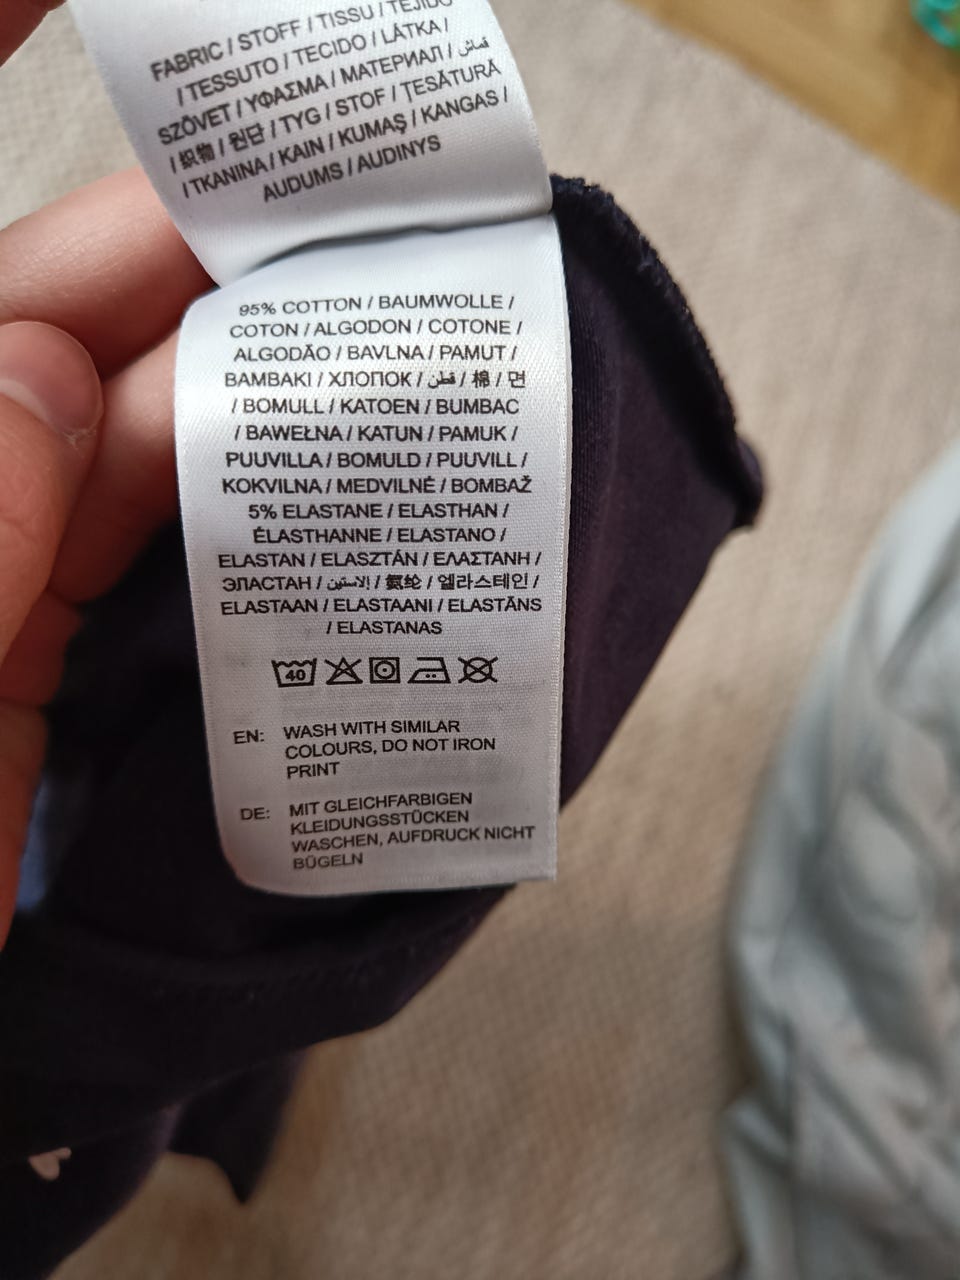 FABRIC / STOFF / TISSU / TEJIDO
/ TESSUTO / TECIDO / LÁTKA /
SZÖVET / ΥΦΑΣΜΑ / МАТЕРИАЛ / قماش
/ 织物 / 원단 / TYG / STOF / ŢESĂTURĂ
/ TKANINA / KAIN / KUMAŞ / KANGAS /
AUDUMS / AUDINYS
95% COTTON / BAUMWOLLE /
COTON / ALGODON / COTONE /
ALGODÃO / BAVLNA / PAMUT /
BAMBAKI / ХЛОПОК / قطن / 棉 / 면
/ BOMULL / KATOEN / BUMBAC
/ BAWEŁNA / KATUN / PAMUK /
PUUVILLA / BOMULD / PUUVILL /
KOKVILNA / MEDVILNĖ / BOMBAŽ
5% ELASTANE / ELASTHAN /
ÉLASTHANNE / ELASTANO /
ELASTAN / ELASZTÁN / ΕΛΑΣΤΑΝΗ /
ЭЛАСТАН / الاستين / 氨纶 / 엘라스테인 /
ELASTAAN / ELASTAANI / ELASTĀNS
/ ELASTANAS
40
EN: WASH WITH SIMILAR
COLOURS, DO NOT IRON
PRINT
DE: MIT GLEICHFARBIGEN
KLEIDUNGSSTÜCKEN
WASCHEN, AUFDRUCK NICHT
BÜGELN